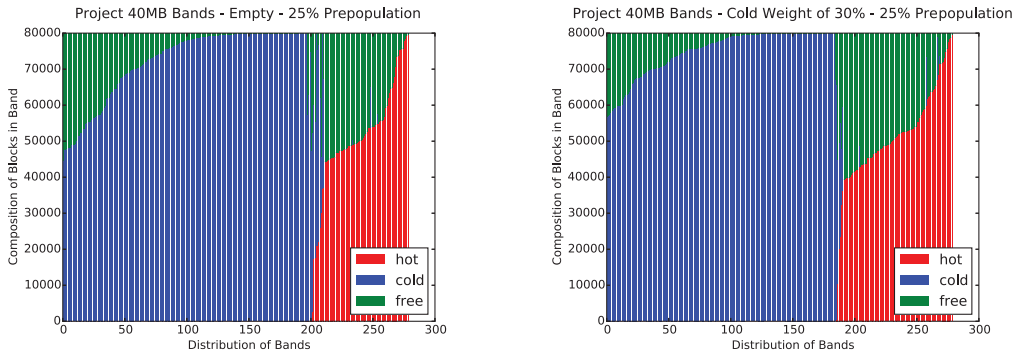 Project 40MB Bands - Empty - 25% Prepopulation
80000
70000
60000
50000
40000
30000
20000
10000
0
Composition of Blocks in Band
hot
cold
free
0 50 100 150 200 250 300
Distribution of Bands
Project 40MB Bands - Cold Weight of 30% - 25% Prepopulation
80000
70000
60000
50000
40000
30000
20000
10000
0
Composition of Blocks in Band
hot
cold
free
0 50 100 150 200 250 300
Distribution of Bands